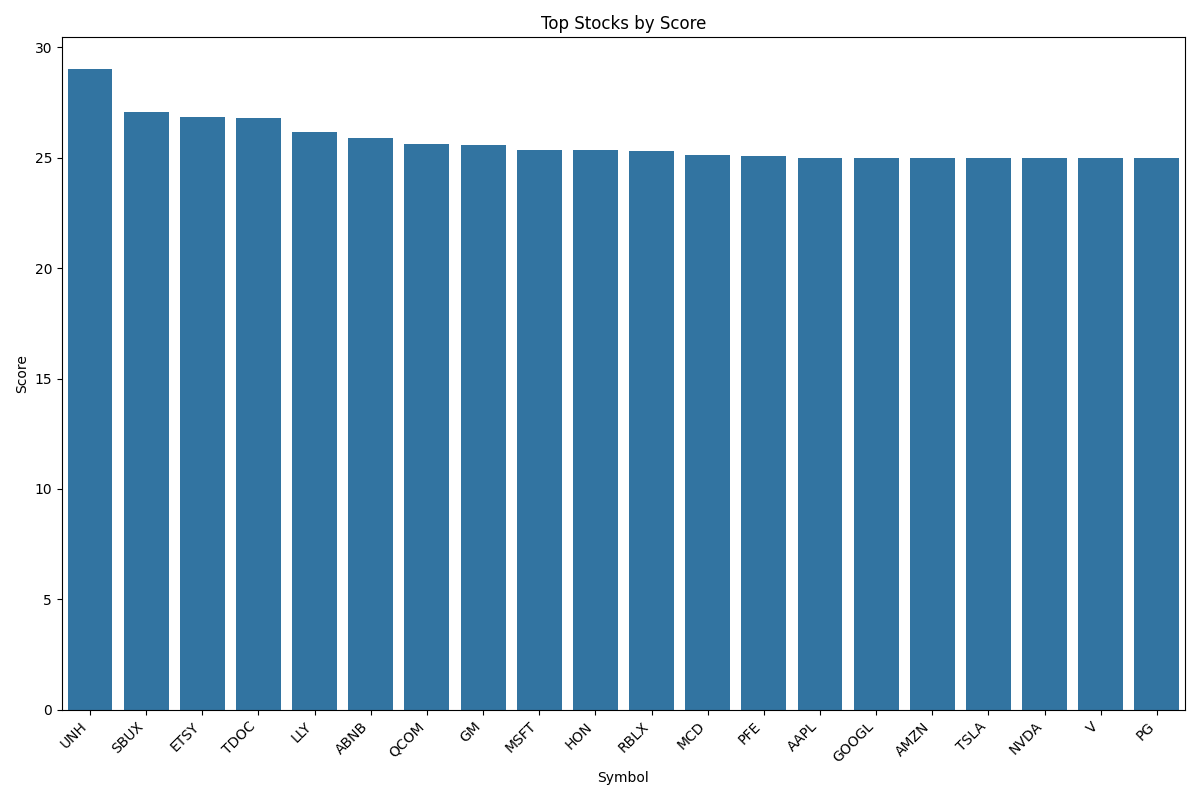 Top Stocks by Score
Score
30
25
20
15
10
5
0
UNH
SBUX
ETSY
TDOC
LLY
ABNB
QCOM
GM
MSFT
HON
RBLX
MCD
PFE
AAPL
GOOGL
AMZN
TSLA
NVDA
V
PG
Symbol